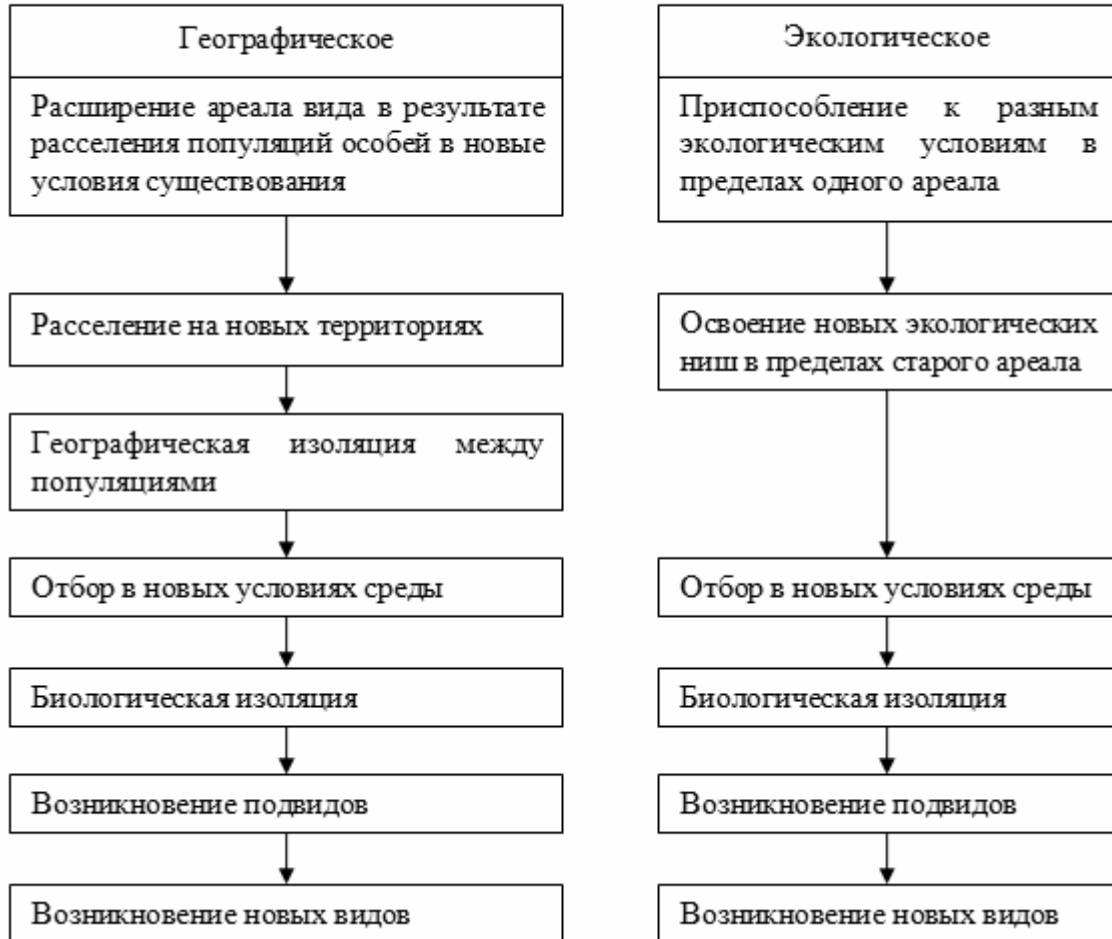 Географическое
Расширение ареала вида в результате
расселения популяций особей в новые
условия существования
Расселение на новых территориях
Географическая изоляция между
популяциями
Отбор в новых условиях среды
Биологическая изоляция
Возникновение подвидов
Возникновение новых видов
Экологическое
Приспособление к разным
экологическим условиям в
пределах одного ареала
Освоение новых экологических
ниш в пределах старого ареала
Отбор в новых условиях среды
Биологическая изоляция
Возникновение подвидов
Возникновение новых видов